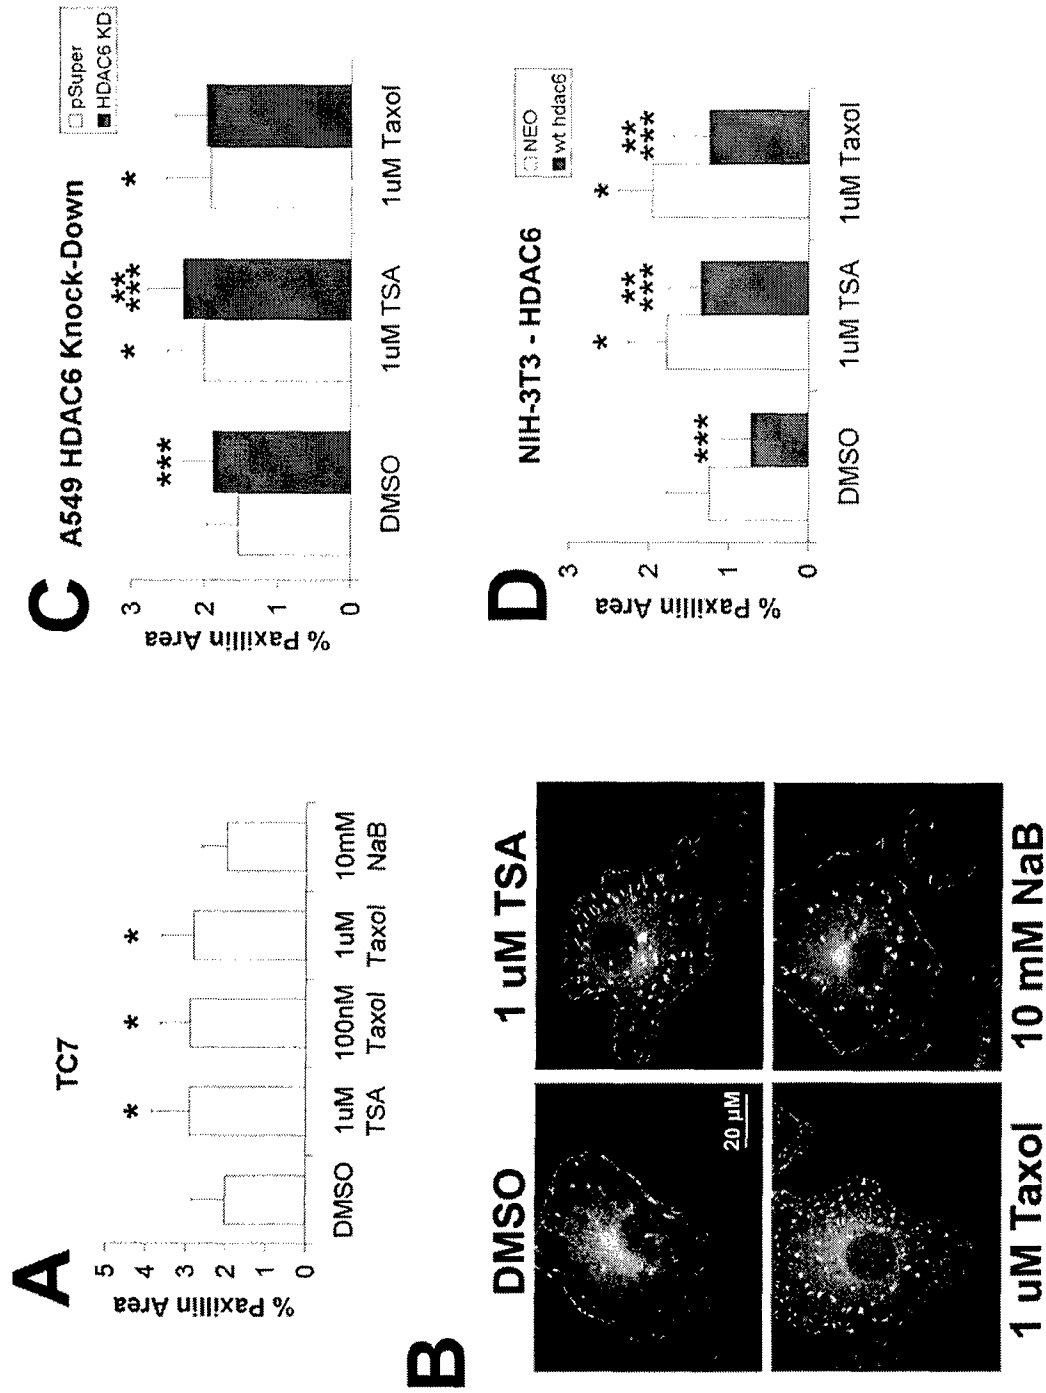 A
TC7
% Paxillin Area
5
4
3
2
1
0
DMSO
1uM
TSA
100nM
Taxol
1uM
Taxol
10mM
NaB
*
*
*
B
DMSO
1 uM TSA
20 µM
1 uM Taxol
10 mM NaB
C
A549 HDAC6 Knock-Down
pSuper
HDAC6 KD
% Paxillin Area
3
2
1
0
***
*
**
***
*
DMSO
1uM TSA
1uM Taxol
D
NIH-3T3 - HDAC6
NEO
wt hdac6
% Paxillin Area
3
2
1
0
***
*
**
***
*
**
***
DMSO
1uM TSA
1uM Taxol